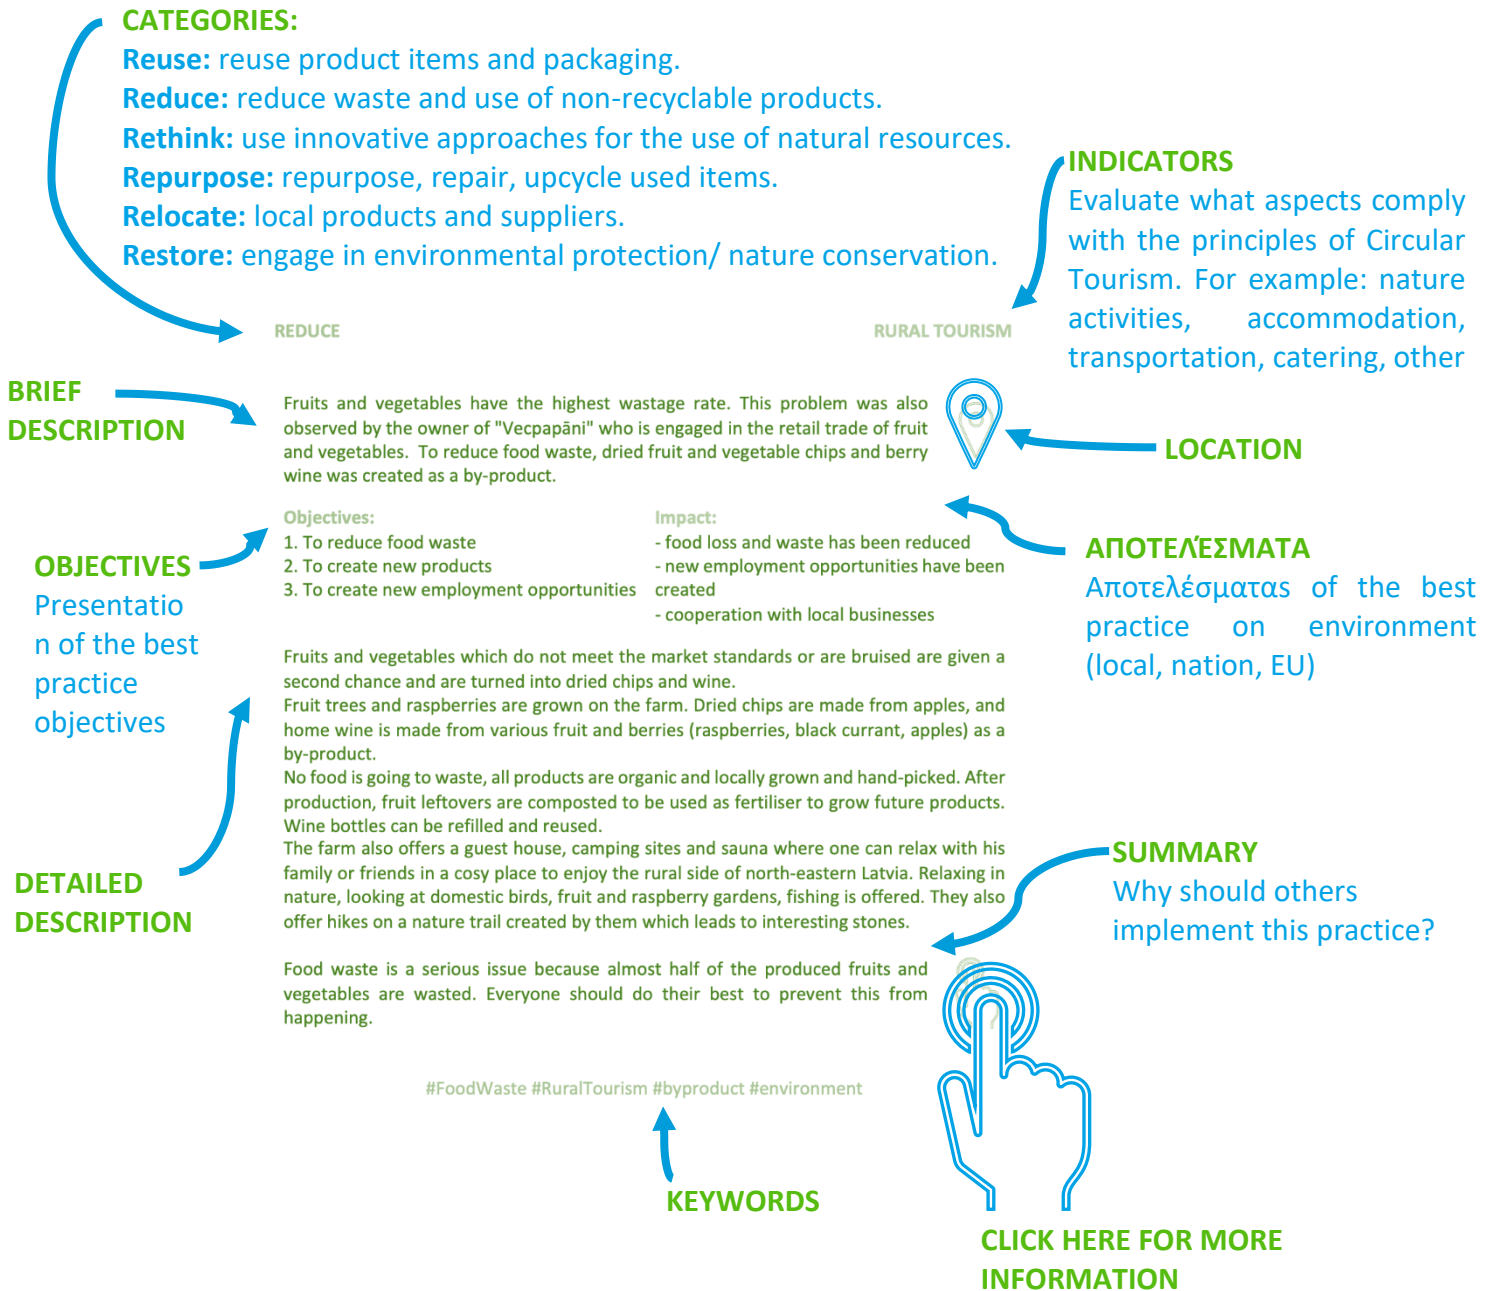 CATEGORIES:
Reuse: reuse product items and packaging.
Reduce: reduce waste and use of non-recyclable products.
Rethink: use innovative approaches for the use of natural resources.
Repurpose: repurpose, repair, upcycle used items.
Relocate: local products and suppliers.
Restore: engage in environmental protection/ nature conservation.
INDICATORS
Evaluate what aspects comply
with the principles of Circular
Tourism. For example: nature
activities, accommodation,
transportation, catering, other
REDUCE
RURAL TOURISM
BRIEF
DESCRIPTION
Fruits and vegetables have the highest wastage rate. This problem was also
observed by the owner of "Vecpapāni" who is engaged in the retail trade of fruit
and vegetables. To reduce food waste, dried fruit and vegetable chips and berry
wine was created as a by-product.
LOCATION
Objectives:
1. To reduce food waste
2. To create new products
3. To create new employment opportunities
Impact:
- food loss and waste has been reduced
- new employment opportunities have been
created
- cooperation with local businesses
OBJECTIVES
Presentatio
n of the best
practice
objectives
ΑΠΟΤΕΛΈΣΜΑΤΑ
Αποτελέσματαs of the best
practice on environment
(local, nation, EU)
Fruits and vegetables which do not meet the market standards or are bruised are given a
second chance and are turned into dried chips and wine.
Fruit trees and raspberries are grown on the farm. Dried chips are made from apples, and
home wine is made from various fruit and berries (raspberries, black currant, apples) as a
by-product.
No food is going to waste, all products are organic and locally grown and hand-picked. After
production, fruit leftovers are composted to be used as fertiliser to grow future products.
Wine bottles can be refilled and reused.
The farm also offers a guest house, camping sites and sauna where one can relax with his
family or friends in a cosy place to enjoy the rural side of north-eastern Latvia. Relaxing in
nature, looking at domestic birds, fruit and raspberry gardens, fishing is offered. They also
offer hikes on a nature trail created by them which leads to interesting stones.
DETAILED
DESCRIPTION
SUMMARY
Why should others
implement this practice?
Food waste is a serious issue because almost half of the produced fruits and
vegetables are wasted. Everyone should do their best to prevent this from
happening.
#FoodWaste #RuralTourism #byproduct #environment
KEYWORDS
CLICK HERE FOR MORE
INFORMATION